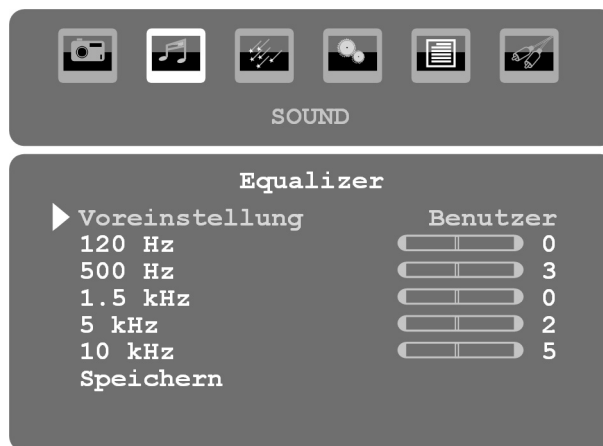 SOUND
Equalizer
Voreinstellung Benutzer
120 Hz 0
500 Hz 3
1.5 kHz 0
5 kHz 2
10 kHz 5
Speichern